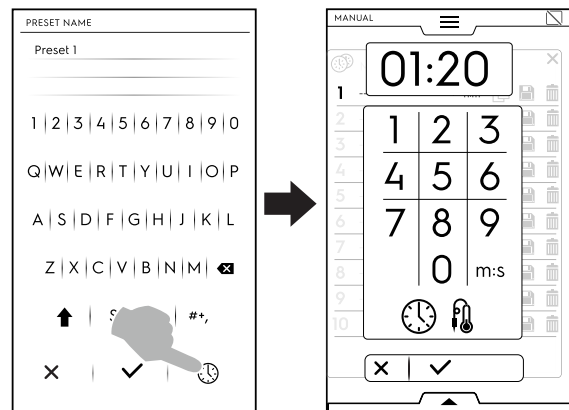 PRESET NAME
Preset 1
1 2 3 4 5 6 7 8 9 0
Q W E R T Y U I O P
A S D F G H J K L
Z X C V B N M
#+,
MANUAL
01:20
1
2
3
4
5
6
7
8
9
10
1 2 3
4 5 6
7 8 9
0 m:s